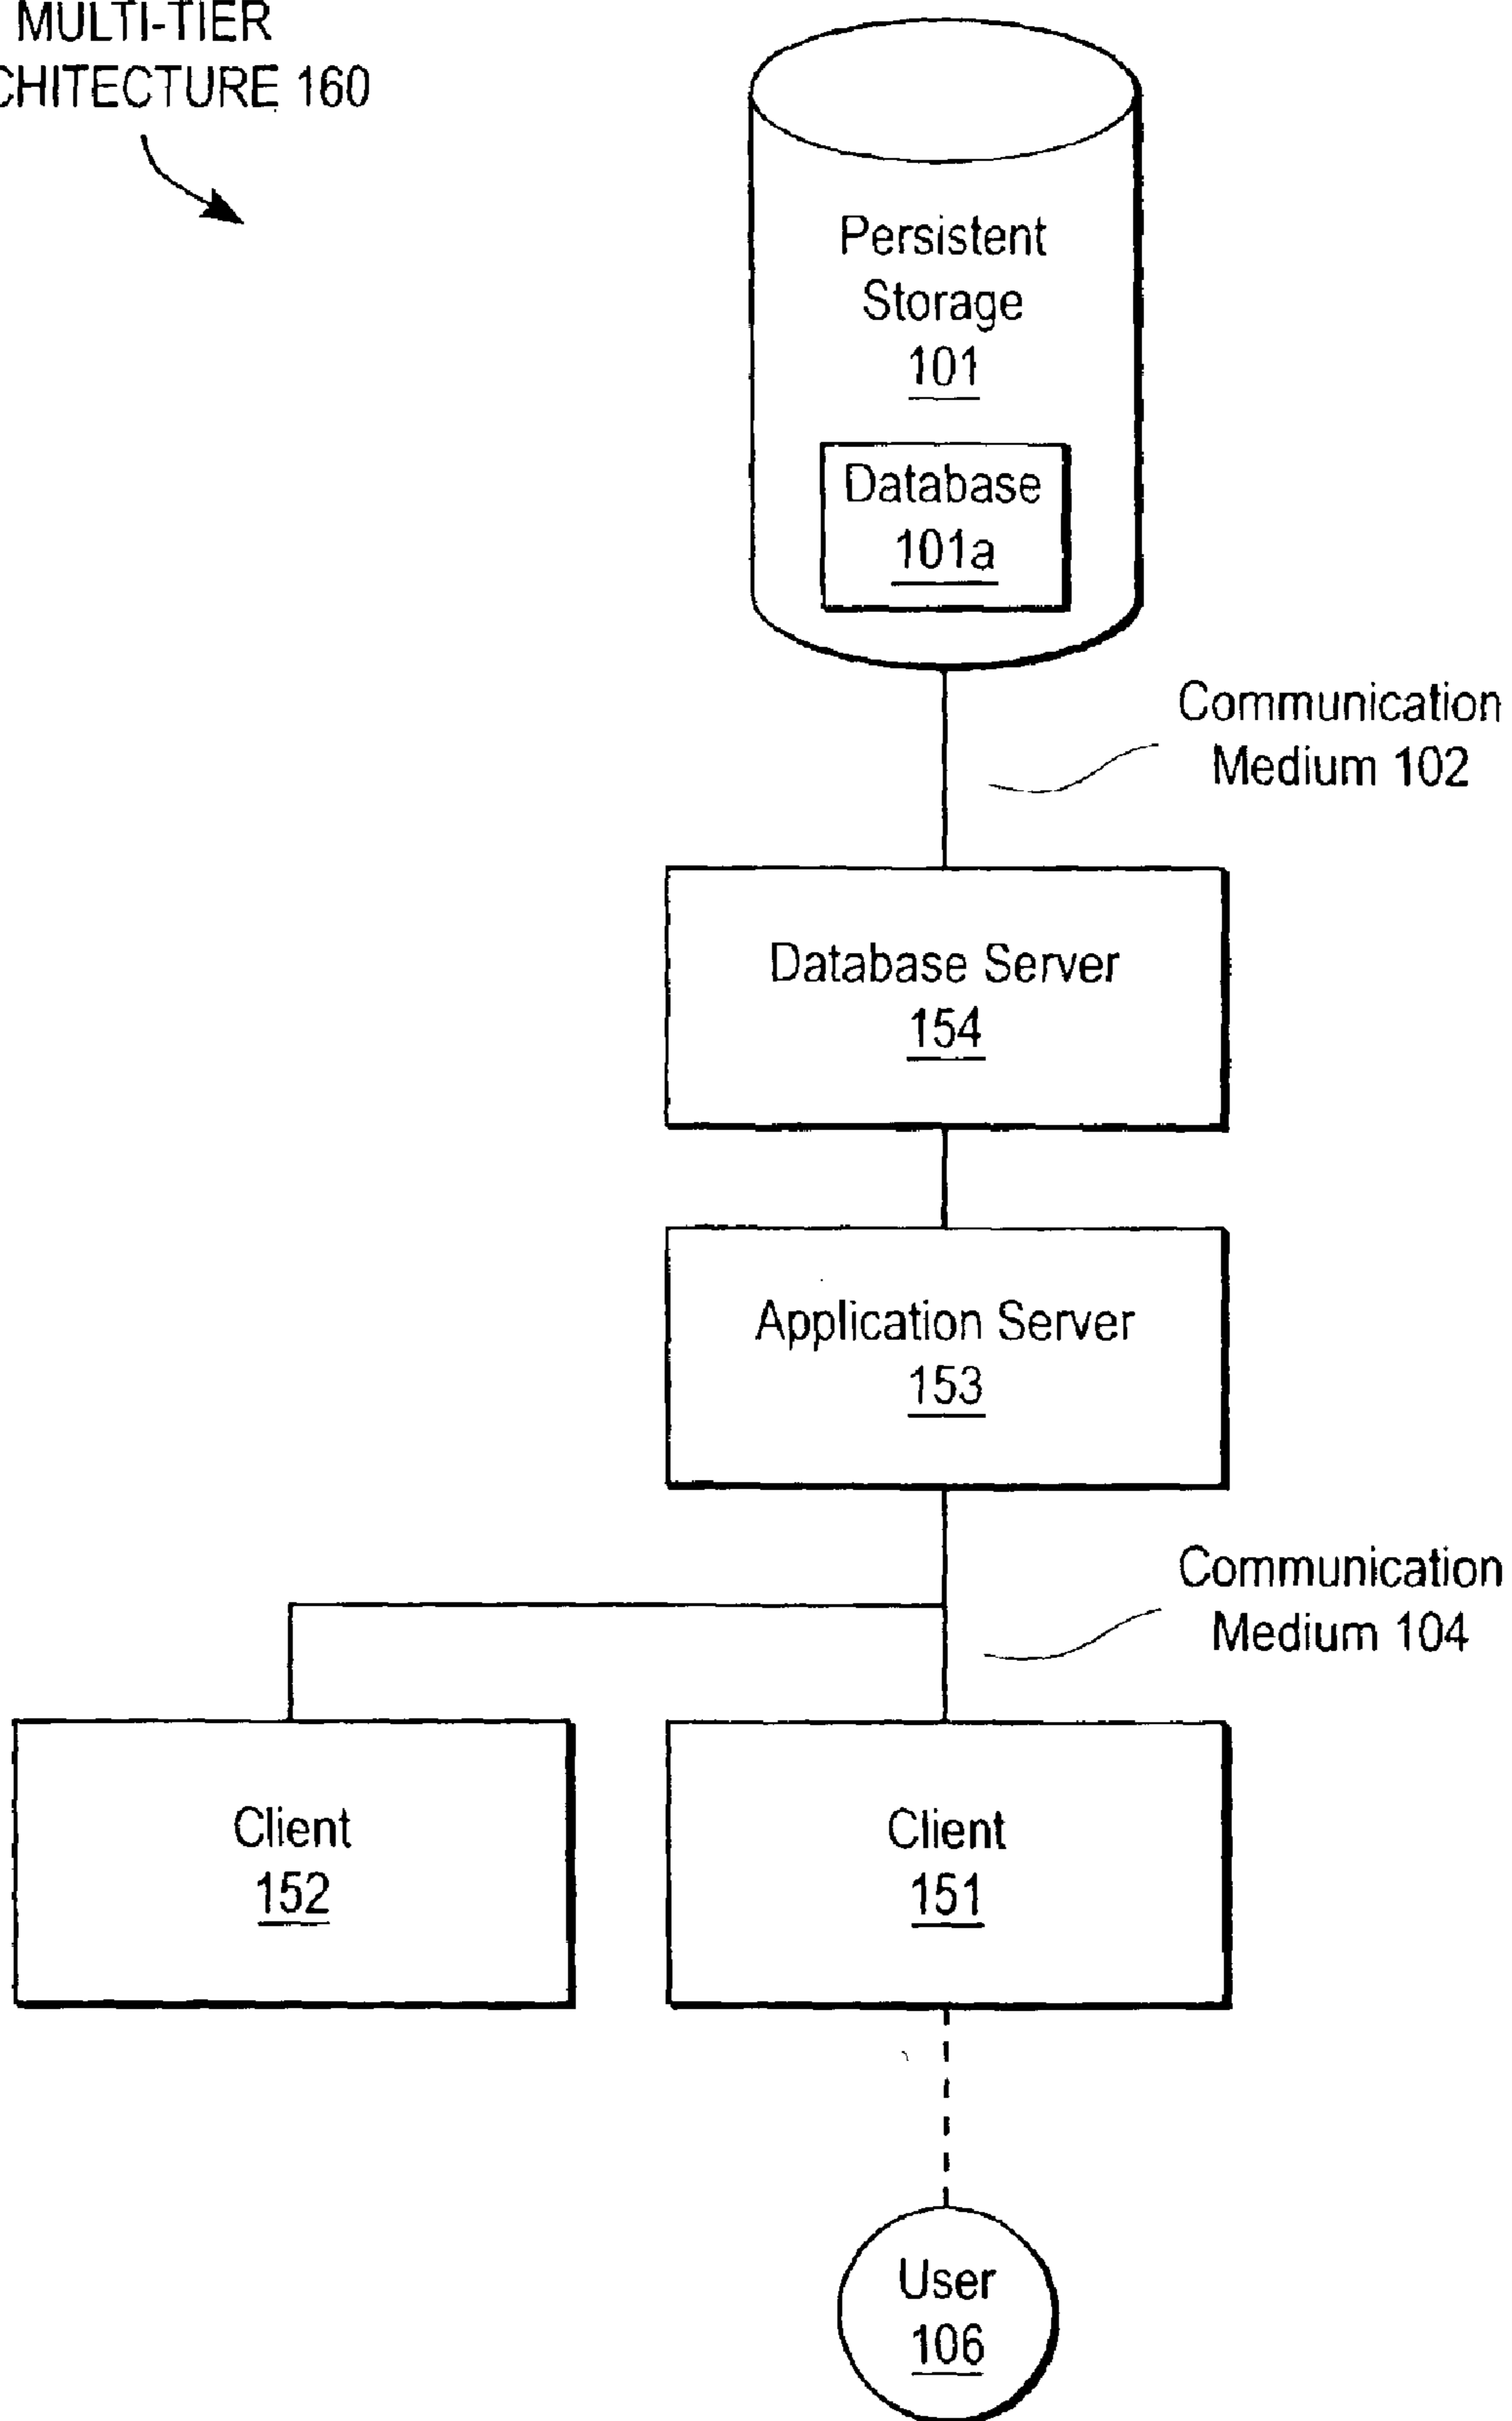 MULTI-TIER
CHITECTURE 160
Persistent
Storage
101
Database
101a
Communication
Medium 102
Database Server
154
Application Server
153
Communication
Medium 104
Client
152
Client
151
User
106